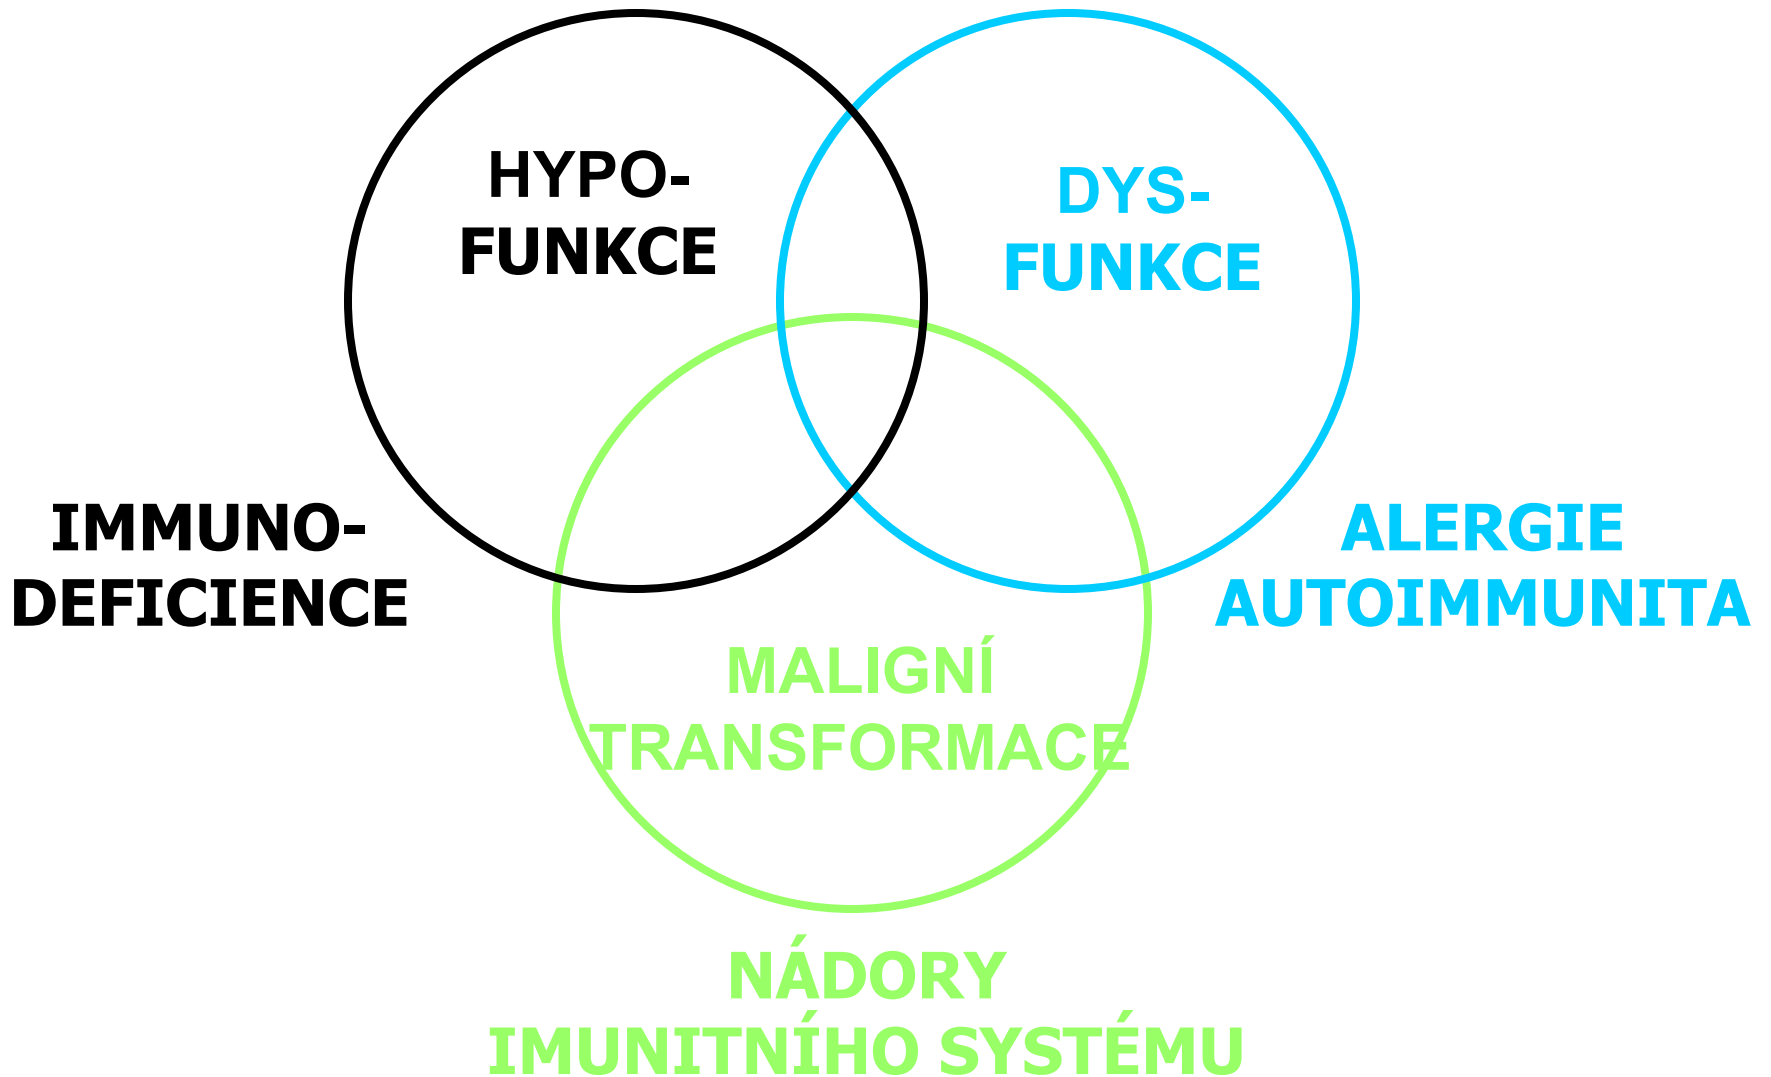 HYPO-
FUNKCE
DYS-
FUNKCE
IMMUNO-
DEFICIENCE
ALERGIE
AUTOIMMUNITA
MALIGNÍ
TRANSFORMACE
NÁDORY
IMUNITNÍHO SYSTÉMU